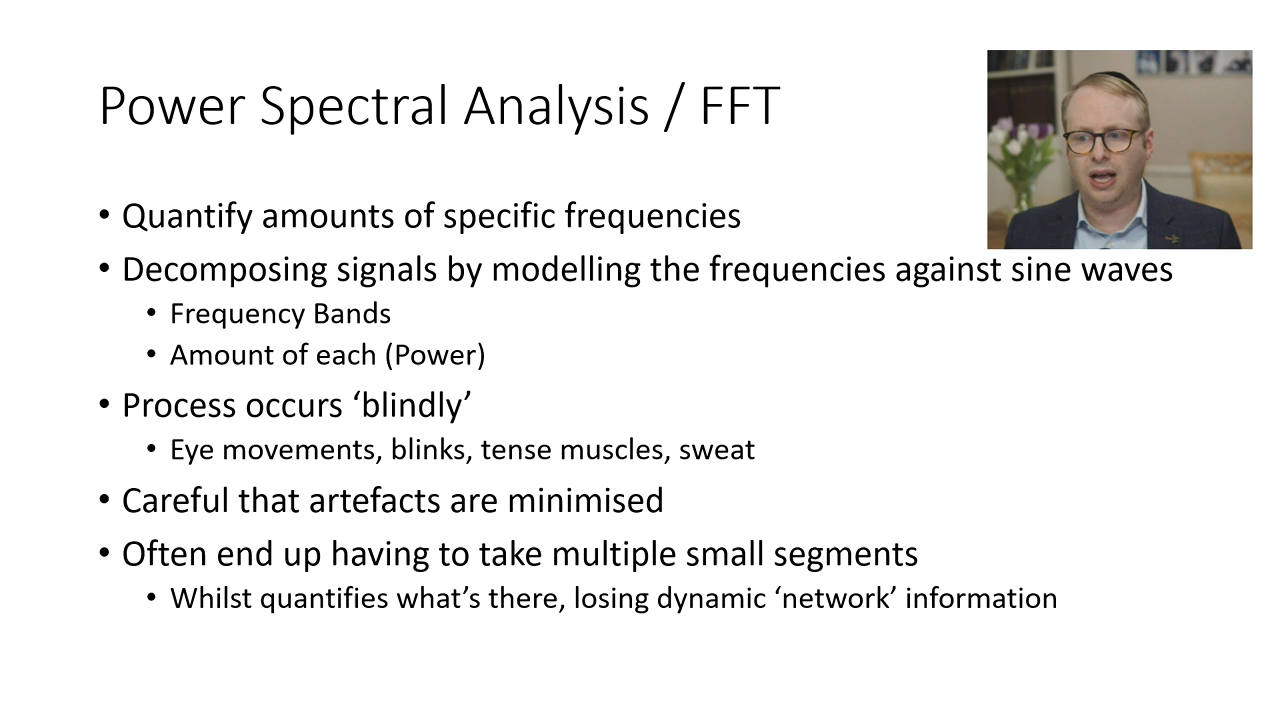 Power Spectral Analysis / FFT
• Quantify amounts of specific frequencies
• Decomposing signals by modelling the frequencies against sine waves
• Frequency Bands
• Amount of each (Power)
• Process occurs ‘blindly’
• Eye movements, blinks, tense muscles, sweat
• Careful that artefacts are minimised
• Often end up having to take multiple small segments
• Whilst quantifies what’s there, losing dynamic ‘network’ information